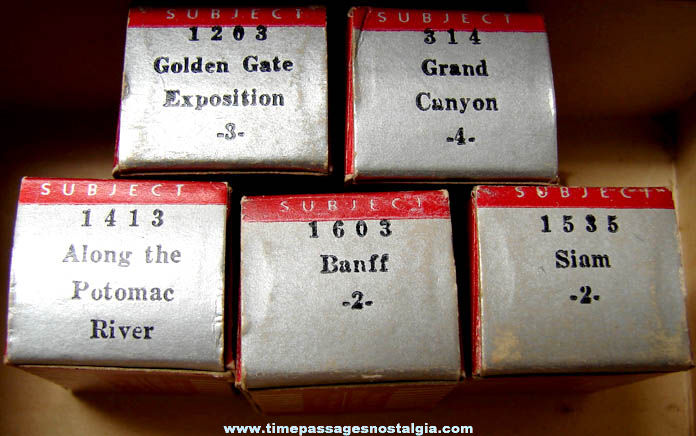 SUBJECT
1203
Golden Gate
Exposition
-3-
SUBJECT
314
Grand
Canyon
-4-
SUBJECT
1413
Along the
Potomac
River
SUBJECT
1603
Banff
-2-
SUBJECT
1535
Siam
-2-
www.timepassagesnostalgia.com